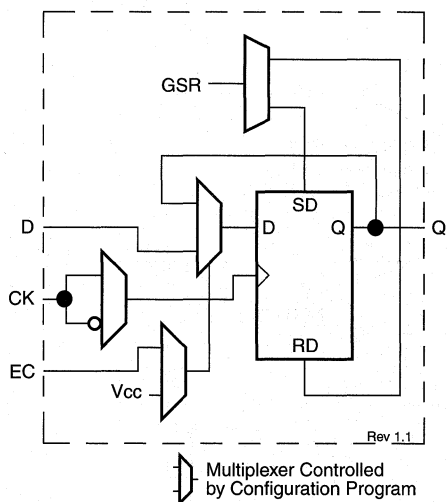 GSR
SD
D
D
Q
Q
CK
EC
Vcc
RD
Rev 1.1
Multiplexer Controlled
by Configuration Program